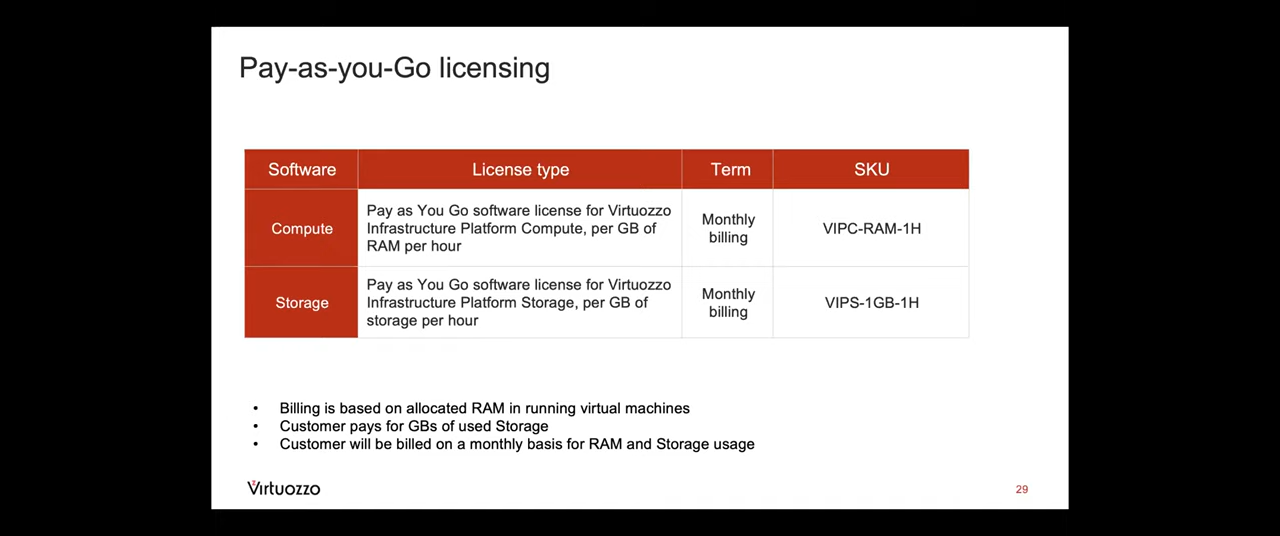 Pay-as-you-Go licensing
Software
License type
Term
SKU
Compute
Pay as You Go software license for Virtuozzo
Infrastructure Platform Compute, per GB of
RAM per hour
Monthly
billing
VIPC-RAM-1H
Storage
Pay as You Go software license for Virtuozzo
Infrastructure Platform Storage, per GB of
storage per hour
Monthly
billing
VIPS-1GB-1H
• Billing is based on allocated RAM in running virtual machines
• Customer pays for GBs of used Storage
• Customer will be billed on a monthly basis for RAM and Storage usage
Virtuozzo
29